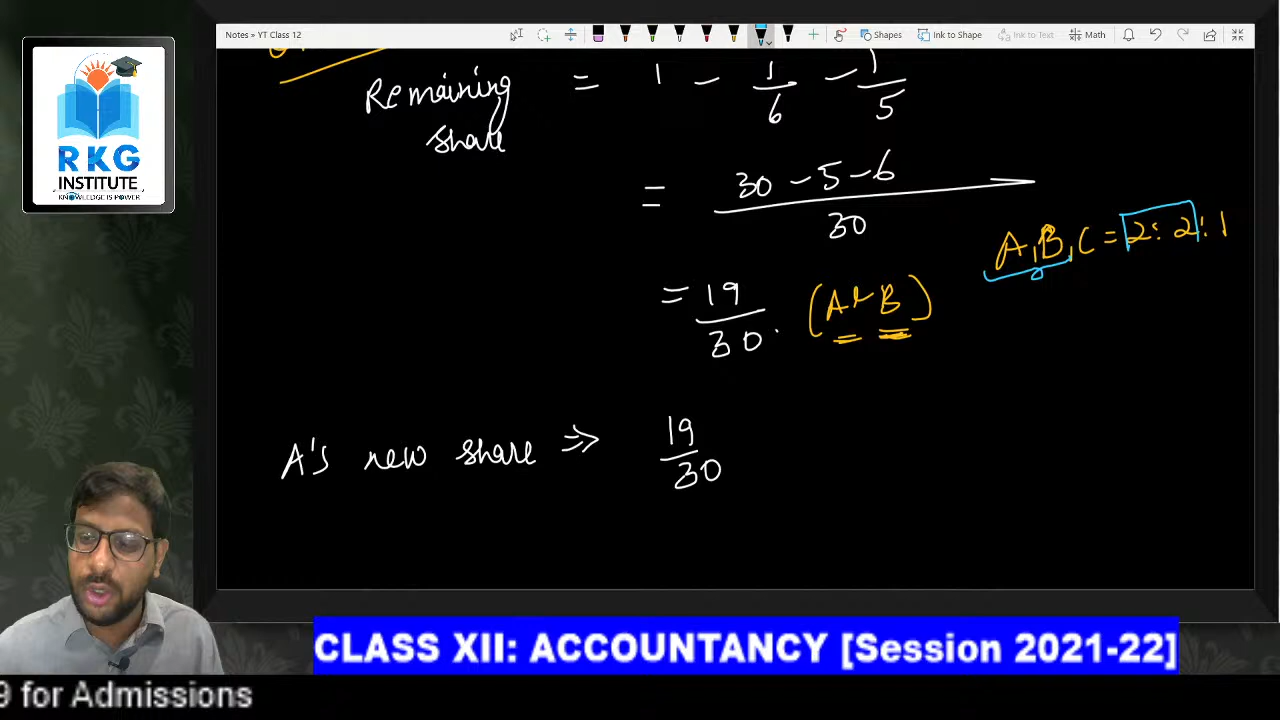 Notes » YT Class 12
Shapes
Ink to Shape
Ink to Text
Math
Remaining share = 1 - 1/6 - 1/5
= 30 - 5 - 6 / 30
A, B, C = 2 : 2 : 1
= 19/30. (A & B)
A's new share ⇒ 19/30
RKG
INSTITUTE
KNOWLEDGE IS POWER
CLASS XII: ACCOUNTANCY [Session 2021-22]
9 for Admissions